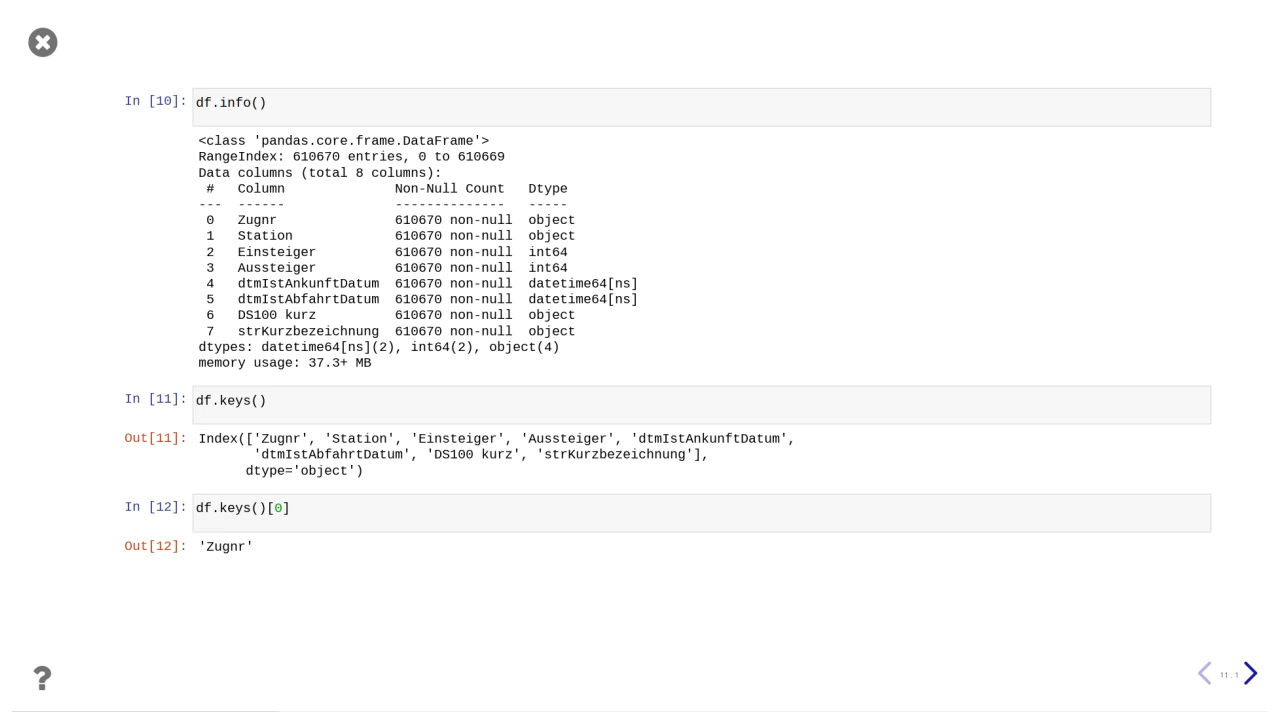 In [10]: df.info()
<class 'pandas.core.frame.DataFrame'>
RangeIndex: 610670 entries, 0 to 610669
Data columns (total 8 columns):
 #   Column              Non-Null Count   Dtype
---  ------              --------------   -----
 0   Zugnr               610670 non-null  object
 1   Station             610670 non-null  object
 2   Einsteiger          610670 non-null  int64
 3   Aussteiger          610670 non-null  int64
 4   dtmIstAnkunftDatum  610670 non-null  datetime64[ns]
 5   dtmIstAbfahrtDatum  610670 non-null  datetime64[ns]
 6   DS100 kurz          610670 non-null  object
 7   strKurzbezeichnung  610670 non-null  object
dtypes: datetime64[ns](2), int64(2), object(4)
memory usage: 37.3+ MB
In [11]: df.keys()
Out[11]: Index(['Zugnr', 'Station', 'Einsteiger', 'Aussteiger', 'dtmIstAnkunftDatum',
       'dtmIstAbfahrtDatum', 'DS100 kurz', 'strKurzbezeichnung'],
      dtype='object')
In [12]: df.keys()[0]
Out[12]: 'Zugnr'
?
11.1